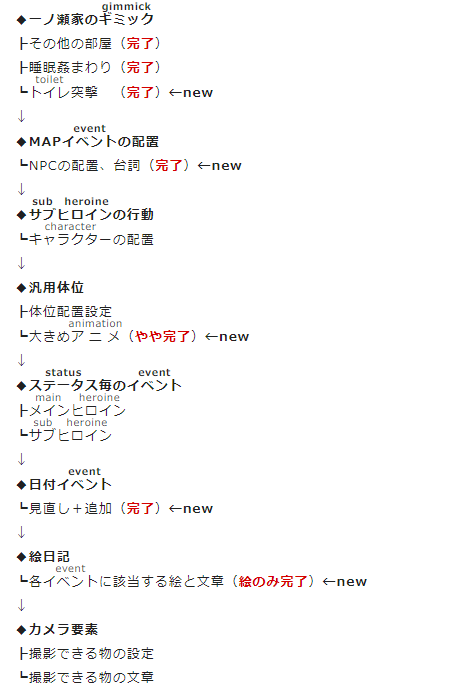 gimmick
◆一ノ瀬家のギミック
┣その他の部屋（完了）
┣睡眠姦まわり（完了）
toilet
┗トイレ突撃　（完了）←new
↓
event
◆MAPイベントの配置
┗NPCの配置、台詞（完了）←new
↓
sub heroine
◆サブヒロインの行動
character
┗キャラクターの配置
↓
◆汎用体位
┣体位配置設定
animation
┗大きめアニメ（やや完了）←new
↓
status event
◆ステータス毎のイベント
main heroine
┣メインヒロイン
sub heroine
┗サブヒロイン
↓
event
◆日付イベント
┗見直し＋追加（完了）←new
↓
◆絵日記
event
┗各イベントに該当する絵と文章（絵のみ完了）←new
↓
◆カメラ要素
┣撮影できる物の設定
┗撮影できる物の文章